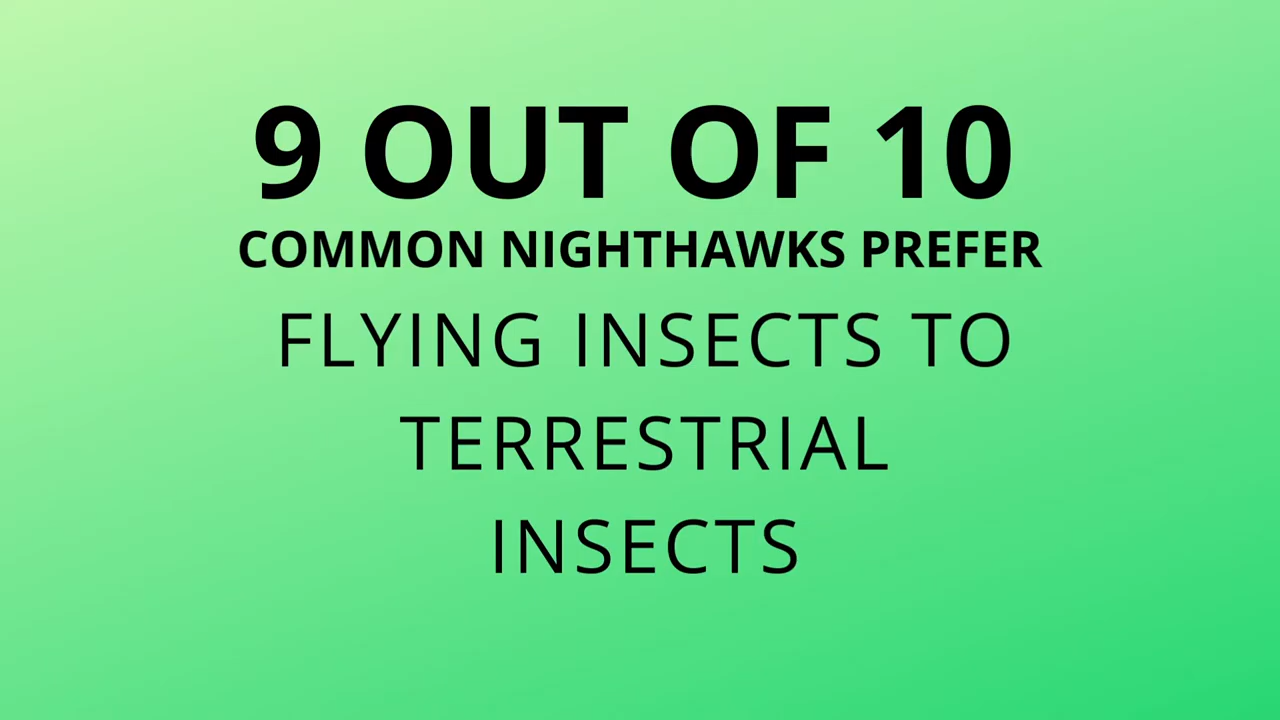 9 OUT OF 10
COMMON NIGHTHAWKS PREFER
FLYING INSECTS TO
TERRESTRIAL
INSECTS